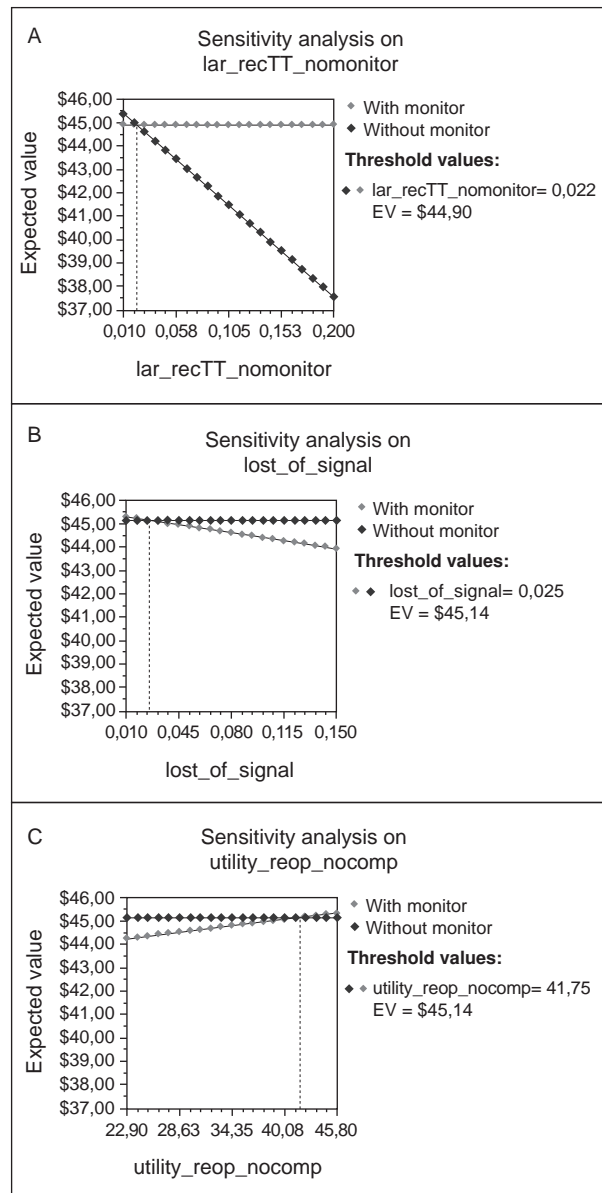 A
Sensitivity analysis on
lar_recTT_nomonitor
Expected value
$46,00
$45,00
$44,00
$43,00
$42,00
$41,00
$40,00
$39,00
$38,00
$37,00
0,010 0,058 0,105 0,153 0,200
lar_recTT_nomonitor
With monitor
Without monitor
Threshold values:
lar_recTT_nomonitor= 0,022
EV = $44,90
B
Sensitivity analysis on
lost_of_signal
Expected value
$46,00
$45,00
$44,00
$43,00
$42,00
$41,00
$40,00
$39,00
$38,00
$37,00
0,010 0,045 0,080 0,115 0,150
lost_of_signal
With monitor
Without monitor
Threshold values:
lost_of_signal= 0,025
EV = $45,14
C
Sensitivity analysis on
utility_reop_nocomp
Expected value
$46,00
$45,00
$44,00
$43,00
$42,00
$41,00
$40,00
$39,00
$38,00
$37,00
22,90 28,63 34,35 40,08 45,80
utility_reop_nocomp
With monitor
Without monitor
Threshold values:
utility_reop_nocomp= 41,75
EV = $45,14